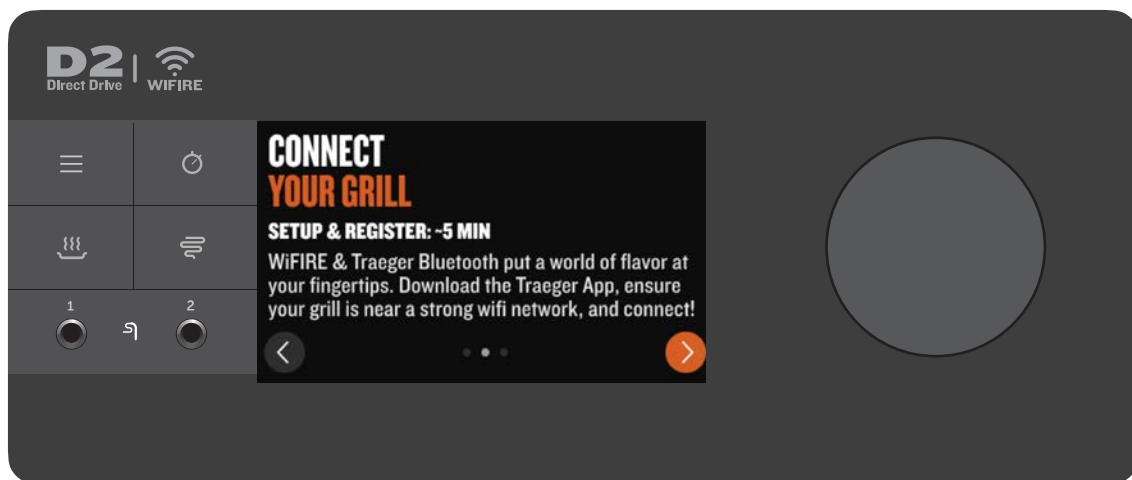 D2
Direct Drive
WiFIRE
CONNECT
YOUR GRILL
SETUP & REGISTER: ~5 MIN
WiFIRE & Traeger Bluetooth put a world of flavor at
your fingertips. Download the Traeger App, ensure
your grill is near a strong wifi network, and connect!
1
2